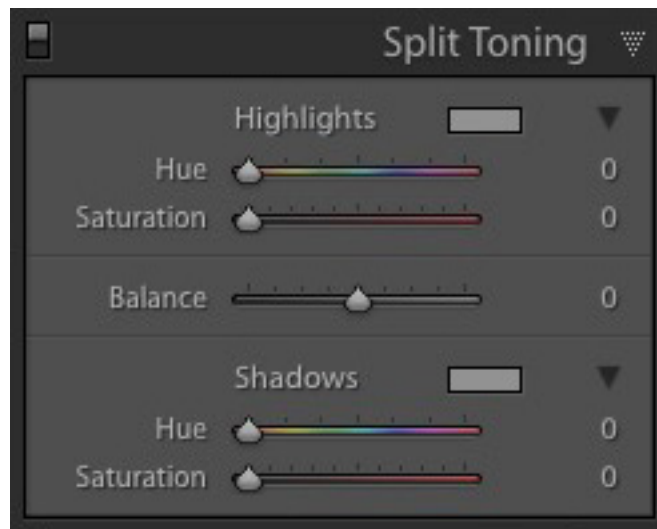 Split Toning
Highlights
Hue 0
Saturation 0
Balance 0
Shadows
Hue 0
Saturation 0